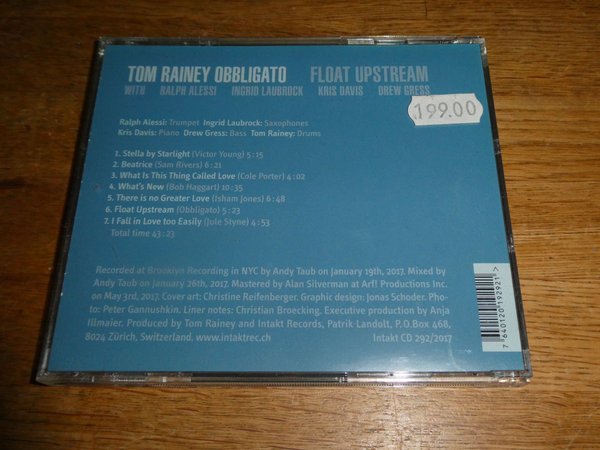 TOM RAINEY OBBLIGATO FLOAT UPSTREAM
WITH RALPH ALESSI INGRID LAUBROCK KRIS DAVIS DREW GRESS
199.00
Ralph Alessi: Trumpet Ingrid Laubrock: Saxophones
Kris Davis: Piano Drew Gress: Bass Tom Rainey: Drums
1. Stella by Starlight (Victor Young) 5:15
2. Beatrice (Sam Rivers) 6:21
3. What Is This Thing Called Love (Cole Porter) 4:02
4. What's New (Bob Haggart) 10:35
5. There is no Greater Love (Isham Jones) 6:48
6. Float Upstream (Obbligato) 5:23
7. I Fall in Love too Easily (Jule Styne) 4:53
Total time 43:23
Recorded at Brooklyn Recording in NYC by Andy Taub on January 19th, 2017. Mixed by
Andy Taub on January 26th, 2017. Mastered by Alan Silverman at Arf! Productions Inc.
on May 3rd, 2017. Cover art: Christine Reifenberger. Graphic design: Jonas Schoder. Pho-
to: Peter Gannushkin. Liner notes: Christian Broecking. Executive production by Anja
Illmaier. Produced by Tom Rainey and Intakt Records, Patrik Landolt, P.O.Box 468,
8024 Zürich, Switzerland. www.intaktrec.ch
Intakt CD 292/2017
7 640120 192921 >